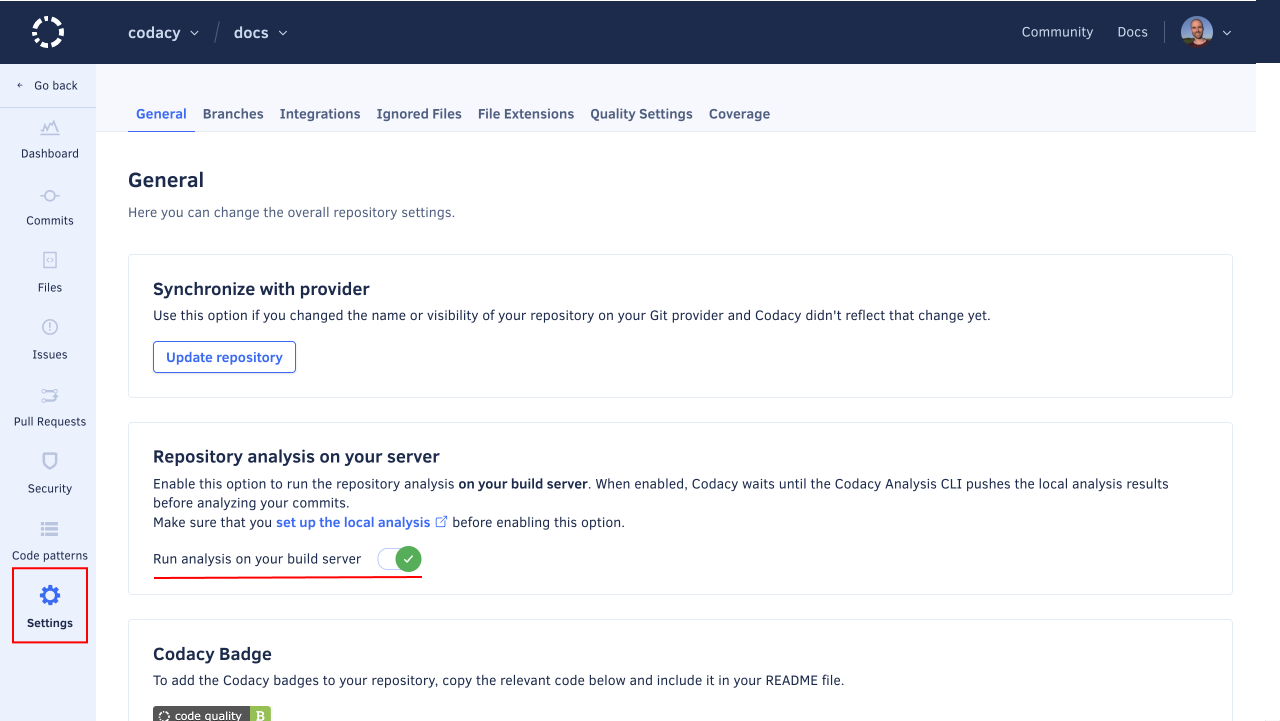 codacy / docs
Community Docs
Go back
General Branches Integrations Ignored Files File Extensions Quality Settings Coverage
Dashboard
Commits
Files
Issues
Pull Requests
Security
Code patterns
Settings
General
Here you can change the overall repository settings.
Synchronize with provider
Use this option if you changed the name or visibility of your repository on your Git provider and Codacy didn't reflect that change yet.
Update repository
Repository analysis on your server
Enable this option to run the repository analysis on your build server. When enabled, Codacy waits until the Codacy Analysis CLI pushes the local analysis results
before analyzing your commits.
Make sure that you set up the local analysis before enabling this option.
Run analysis on your build server
Codacy Badge
To add the Codacy badges to your repository, copy the relevant code below and include it in your README file.
code quality B